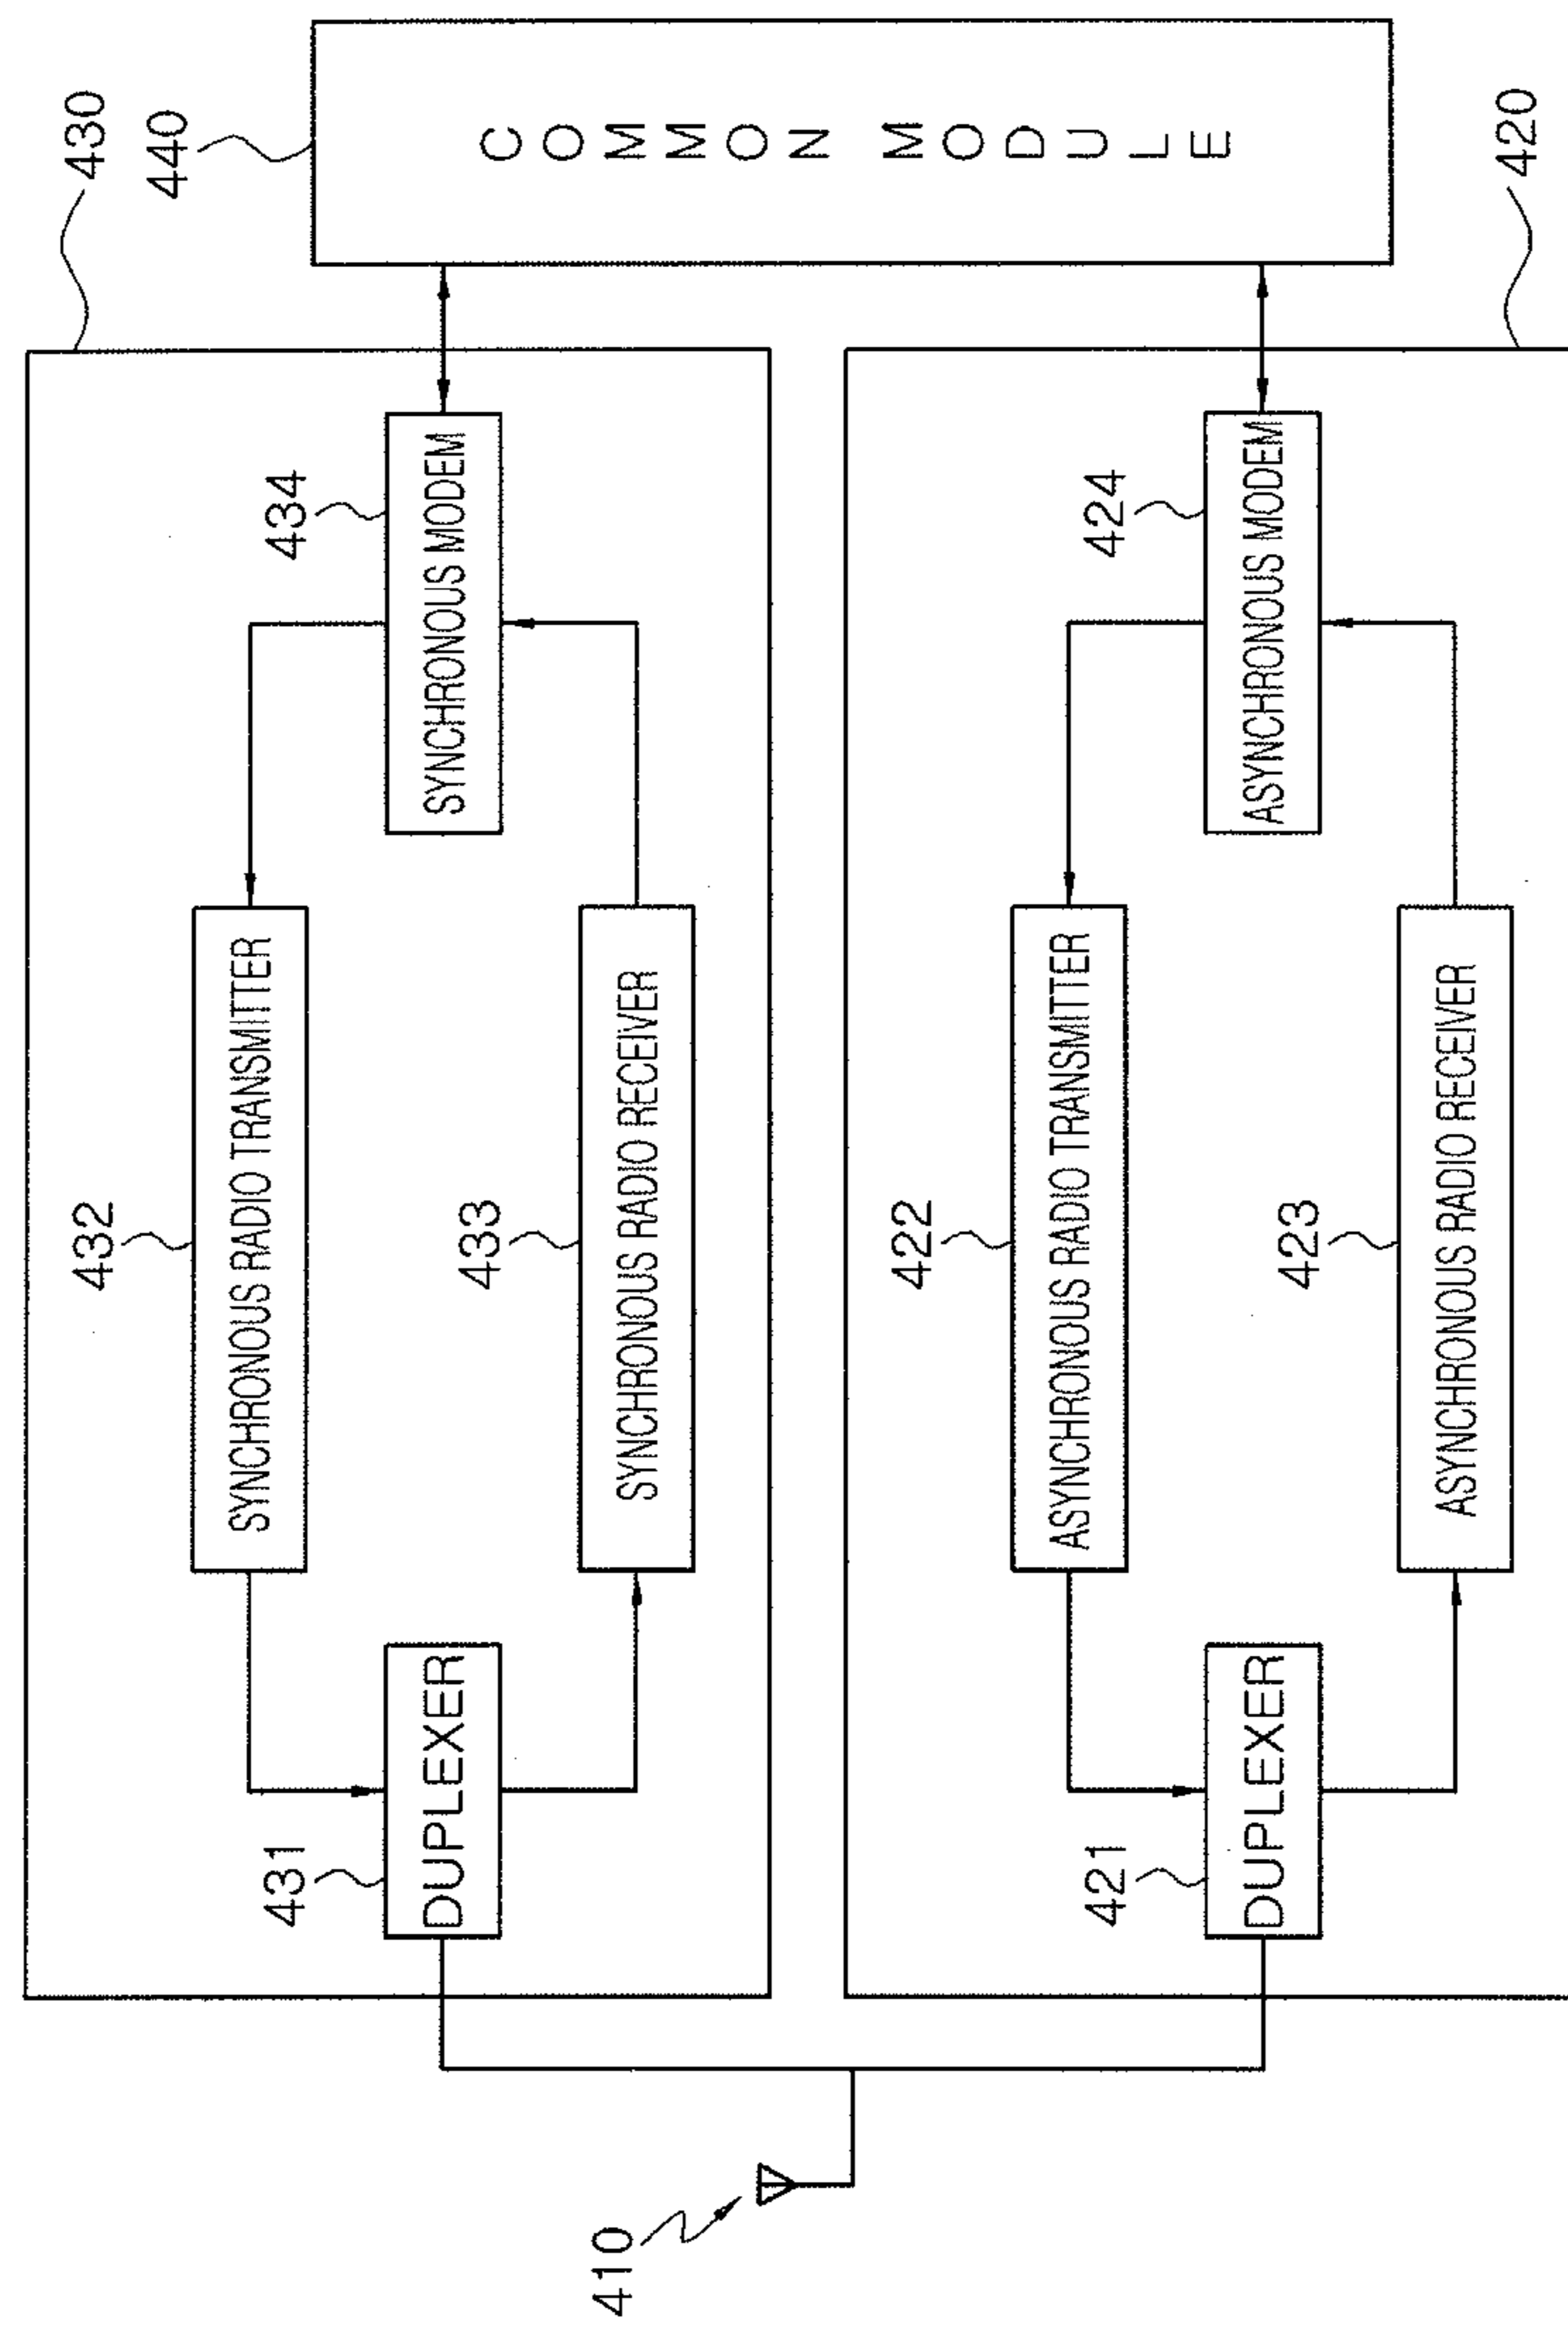 430
440
COMMON MODULE
432
SYNCHRONOUS RADIO TRANSMITTER
434
SYNCHRONOUS MODEM
431
DUPLEXER
433
SYNCHRONOUS RADIO RECEIVER
410
422
ASYNCHRONOUS RADIO TRANSMITTER
424
ASYNCHRONOUS MODEM
421
DUPLEXER
423
ASYNCHRONOUS RADIO RECEIVER
420